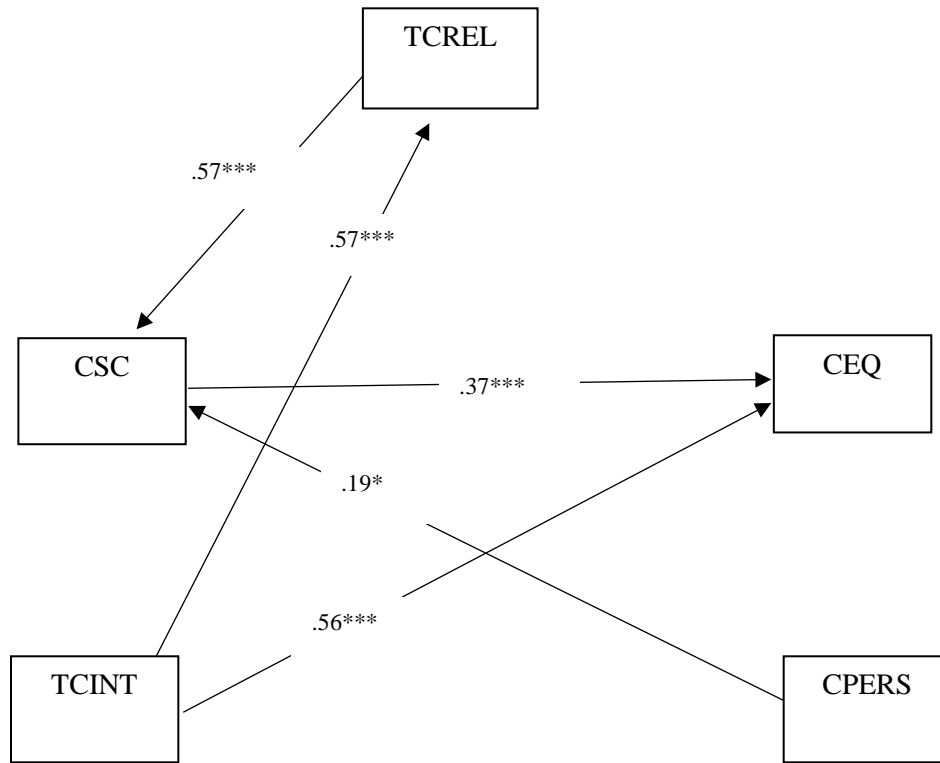 TCREL
.57***
.57***
CSC
CEQ
.37***
.19*
.56***
TCINT
CPERS